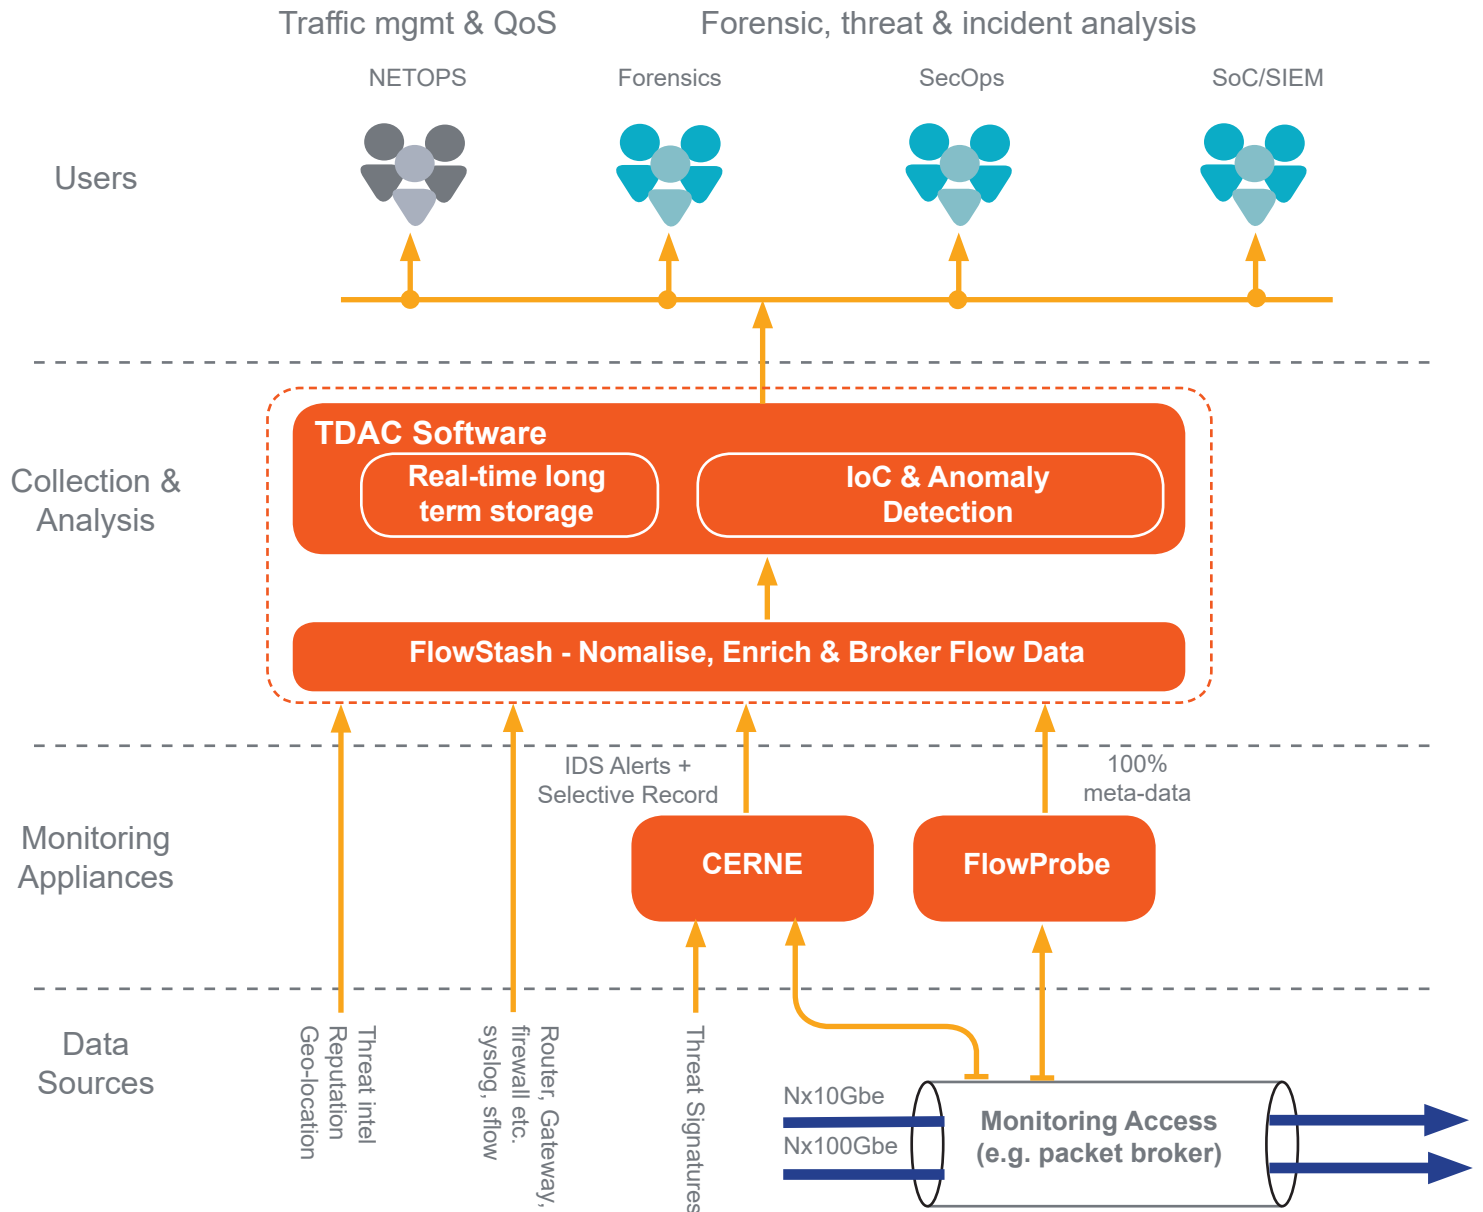 Traffic mgmt & QoS
Forensic, threat & incident analysis
NETOPS
Forensics
SecOps
SoC/SIEM
Users
Collection &
Analysis
TDAC Software
Real-time long
term storage
IoC & Anomaly
Detection
FlowStash - Nomalise, Enrich & Broker Flow Data
IDS Alerts +
Selective Record
100%
meta-data
Monitoring
Appliances
CERNE
FlowProbe
Data
Sources
Threat intel
Reputation
Geo-location
Router, Gateway,
firewall etc.
syslog, sflow
Threat Signatures
Nx10Gbe
Nx100Gbe
Monitoring Access
(e.g. packet broker)